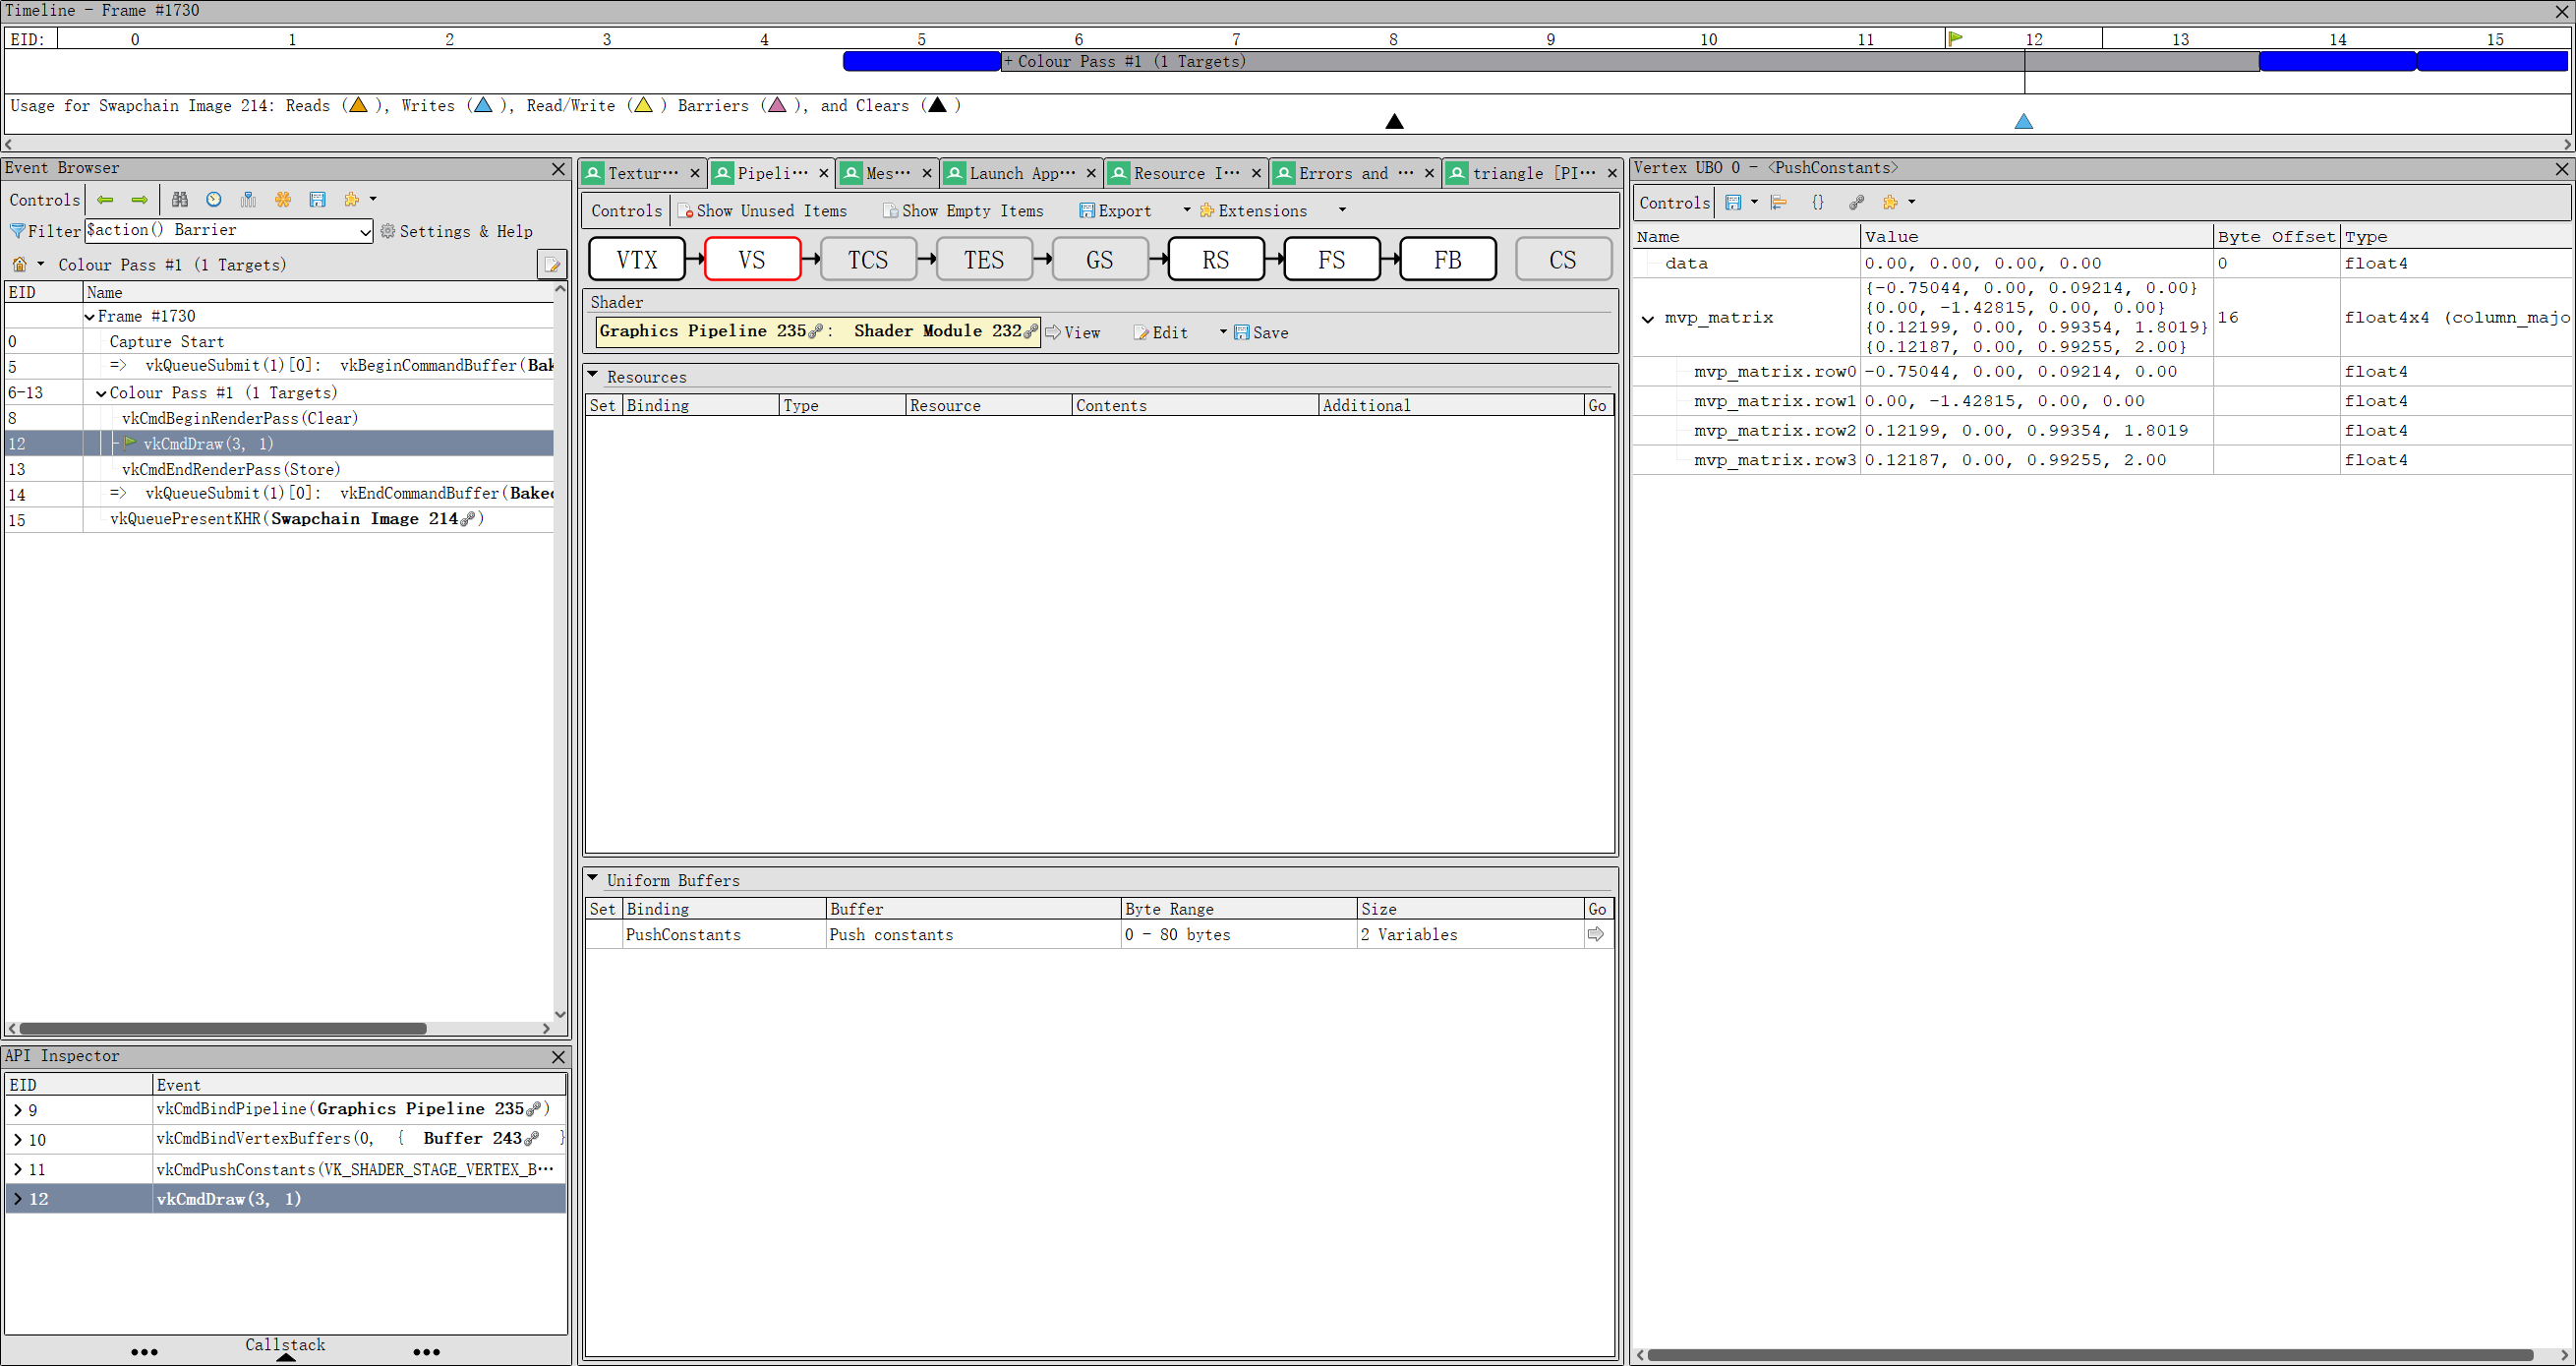 Timeline - Frame #1730
EID: 0 1 2 3 4 5 6 7 8 9 10 11 12 13 14 15
+ Colour Pass #1 (1 Targets)
Usage for Swapchain Image 214: Reads ( ), Writes ( ), Read/Write ( ) Barriers ( ), and Clears ( )
Event Browser
Controls
Filter $action() Barrier Settings & Help
Colour Pass #1 (1 Targets)
EID Name
Frame #1730
0 Capture Start
5 => vkQueueSubmit(1)[0]: vkBeginCommandBuffer(Bak
6-13 Colour Pass #1 (1 Targets)
8 vkCmdBeginRenderPass(Clear)
12 vkCmdDraw(3, 1)
13 vkCmdEndRenderPass(Store)
14 => vkQueueSubmit(1)[0]: vkEndCommandBuffer(Baked
15 vkQueuePresentKHR(Swapchain Image 214)
API Inspector
EID Event
9 vkCmdBindPipeline(Graphics Pipeline 235)
10 vkCmdBindVertexBuffers(0, { Buffer 243 }
11 vkCmdPushConstants(VK_SHADER_STAGE_VERTEX_B···
12 vkCmdDraw(3, 1)
Callstack
Textur··· Pipeli··· Mes··· Launch App··· Resource I··· Errors and ··· triangle [PI···
Controls Show Unused Items Show Empty Items Export Extensions
VTX VS TCS TES GS RS FS FB CS
Shader
Graphics Pipeline 235: Shader Module 232 View Edit Save
Resources
Set Binding Type Resource Contents Additional Go
Uniform Buffers
Set Binding Buffer Byte Range Size Go
PushConstants Push constants 0 - 80 bytes 2 Variables
Vertex UBO 0 - <PushConstants>
Controls {}
Name Value Byte Offset Type
data 0.00, 0.00, 0.00, 0.00 0 float4
{-0.75044, 0.00, 0.09214, 0.00}
{0.00, -1.42815, 0.00, 0.00}
mvp_matrix 16 float4x4 (column_majo
{0.12199, 0.00, 0.99354, 1.8019}
{0.12187, 0.00, 0.99255, 2.00}
mvp_matrix.row0 -0.75044, 0.00, 0.09214, 0.00 float4
mvp_matrix.row1 0.00, -1.42815, 0.00, 0.00 float4
mvp_matrix.row2 0.12199, 0.00, 0.99354, 1.8019 float4
mvp_matrix.row3 0.12187, 0.00, 0.99255, 2.00 float4